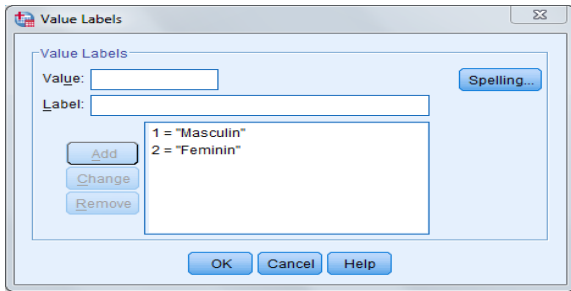 Value Labels
Value Labels
Value:
Spelling...
Label:
1 = "Masculin"
2 = "Feminin"
Add
Change
Remove
OK Cancel Help